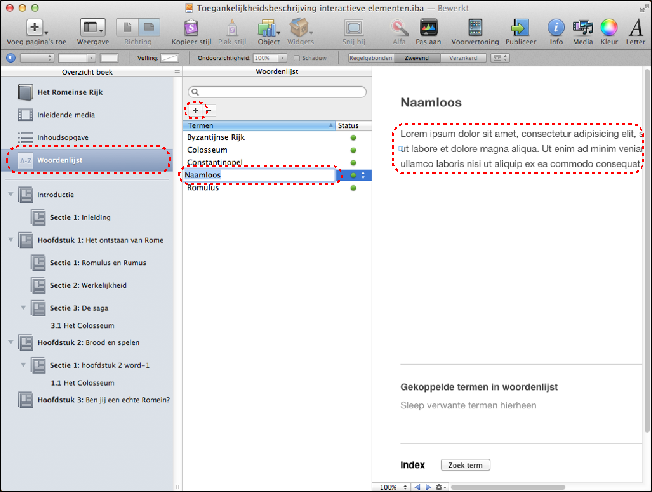 Toegankelijkheidsbeschrijving interactieve elementen.iba — Bewerkt
Voeg pagina's toe Weergave Richting Kopieer stijl Plak stijl Object Widgets Snij bij Alfa Pas aan Voorvertoning Publiceer Info Media Kleur Letter
Vulling: Ondoorzichtigheid: 100% Schaduw Regelgebonden Zwevend Verankerd
Overzicht boek
Het Romeinse Rijk
Inleidende media
Inhoudsopgave
A-Z Woordenlijst
Introductie
Sectie 1: Inleiding
Hoofdstuk 1: Het ontstaan van Rome
Sectie 1: Romulus en Rumus
Sectie 2: Werkelijkheid
Sectie 3: De saga
3.1 Het Colosseum
Hoofdstuk 2: Brood en spelen
Sectie 1: hoofdstuk 2 word-1
1.1 Het Colosseum
Hoofdstuk 3: Ben jij een echte Romein?
Woordenlijst
+ −
Termen Status
Byzantijnse Rijk
Colosseum
Constantinopel
Naamloos
Romulus
Naamloos
Lorem ipsum dolor sit amet, consectetur adipisicing elit, s
ut labore et dolore magna aliqua. Ut enim ad minim venia
ullamco laboris nisi ut aliquip ex ea commodo consequat.
Gekoppelde termen in woordenlijst
Sleep verwante termen hierheen
Index Zoek term
100%